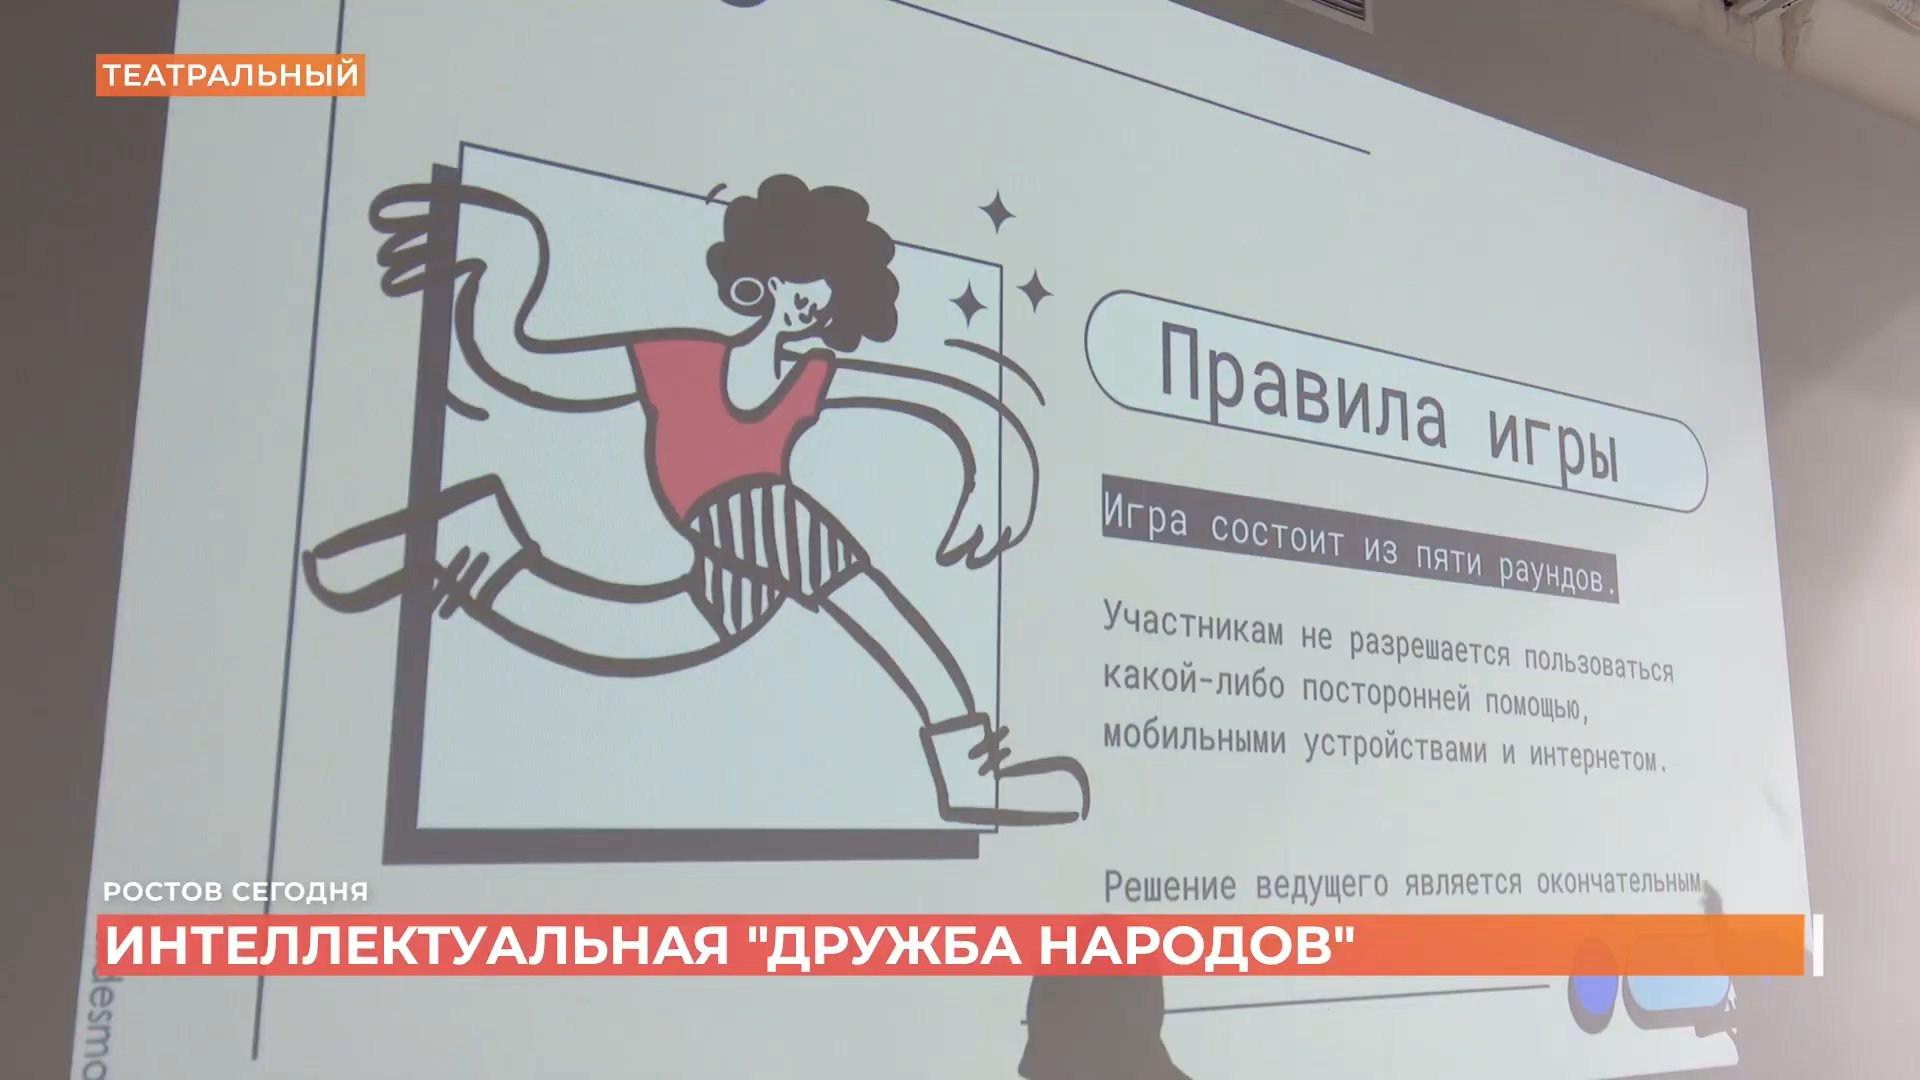 ТЕАТРАЛЬНЫЙ
Правила игры
Игра состоит из пяти раундов.
Участникам не разрешается пользоваться
какой-либо посторонней помощью,
мобильными устройствами и интернетом.
Решение ведущего является окончательным.
РОСТОВ СЕГОДНЯ
ИНТЕЛЛЕКТУАЛЬНАЯ "ДРУЖБА НАРОДОВ"